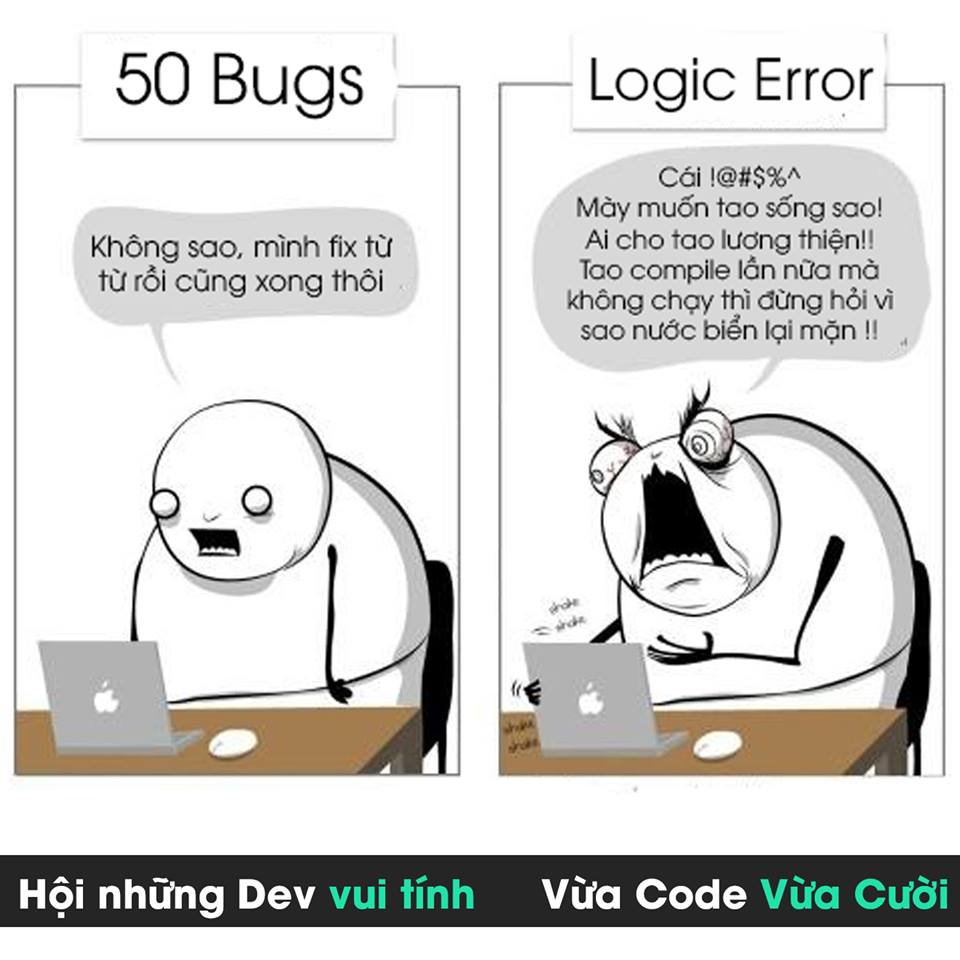 50 Bugs
Không sao, mình fix từ
từ rồi cũng xong thôi
Logic Error
Cái !@#$%^
Mày muốn tao sống sao!
Ai cho tao lương thiện!!
Tao compile lần nữa mà
không chạy thì đừng hỏi vì
sao nước biển lại mặn !!
shake
shake
shake
shake
Hội những Dev vui tính
Vừa Code Vừa Cười